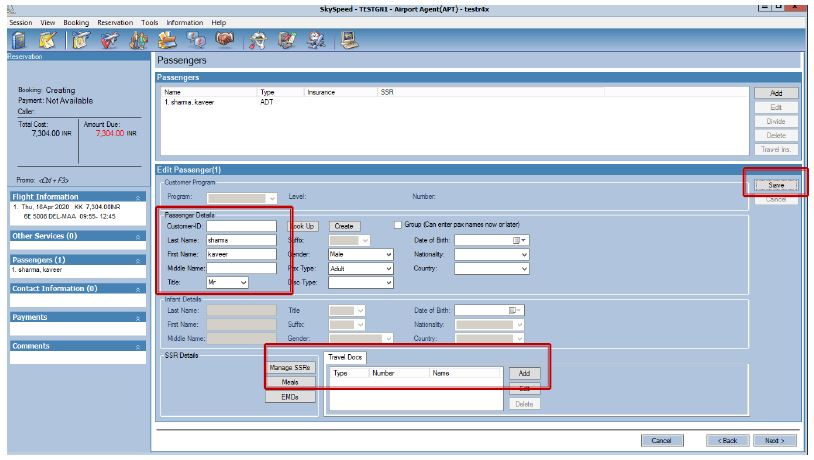 SkySpeed - TESTGR1 - Airport Agent(APT) - testr4x
Session View Booking Reservation Tools Information Help
Reservation
Booking: Creating
Payment: Not Available
Caller:
Total Cost: Amount Due:
7,304.00 INR 7,304.00 INR
Promo: <Ctrl + F3>
Flight Information
1. Thu, 16Apr 2020 KK 7,304.00INR
6E 5008 DEL-MAA 09:55- 12:45
Other Services (0)
Passengers (1)
1. sharma, kaveer
Contact Information (0)
Payments
Comments
Passengers
Passengers
Name Type Insurance SSR
1. sharma, kaveer ADT
Add
Edit
Divide
Delete
Travel Ins.
Edit Passenger(1)
Customer Program
Program: Level: Number:
Save
Cancel
Passenger Details
Customer-ID: Look Up Create Group (Can enter pax names now or later)
Last Name: sharma Suffix: Date of Birth:
First Name: kaveer Gender: Male Nationality:
Middle Name: Pax Type: Adult Country:
Title: Mr Disc Type:
Infant Details
Last Name: Title Date of Birth:
First Name: Suffix: Nationality:
Middle Name: Gender: Country:
SSR Details
Manage SSRs
Meals
EMDs
Travel Docs
Type Number Name
Add
Edit
Delete
Cancel < Back Next >